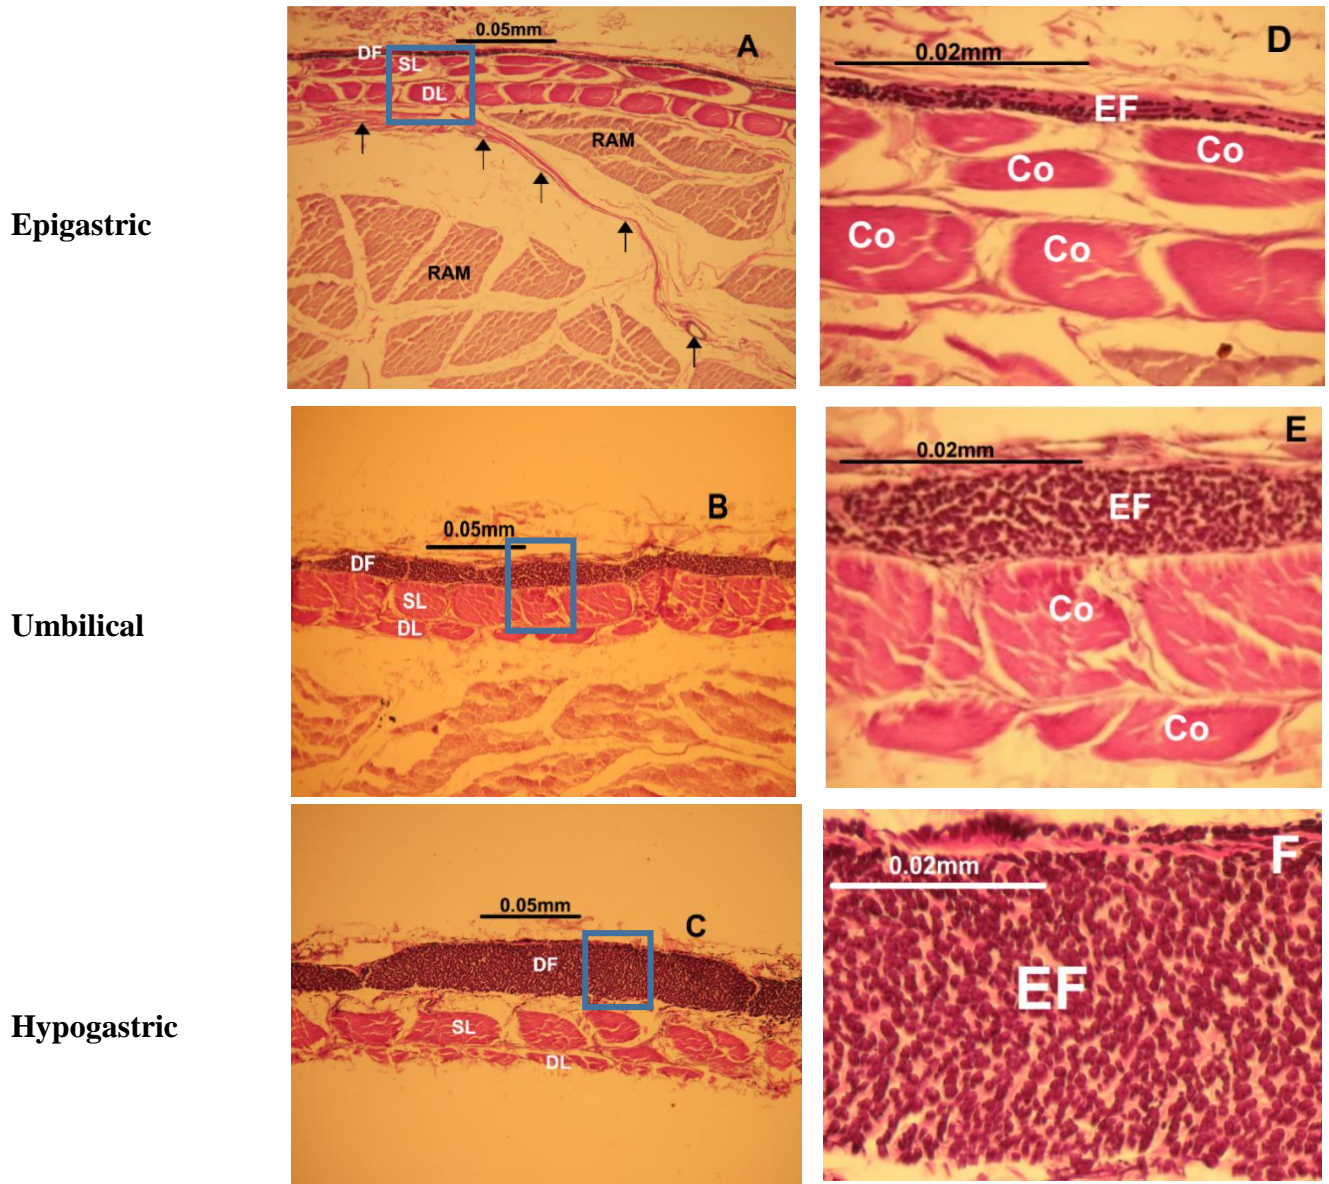 Epigastric
0.05mm
A
DF
SL
DL
RAM
RAM
0.02mm
D
EF
Co
Co
Co
Co
Umbilical
B
0.05mm
DF
SL
DL
E
0.02mm
EF
Co
Co
Hypogastric
0.05mm
C
DF
SL
DL
F
0.02mm
EF